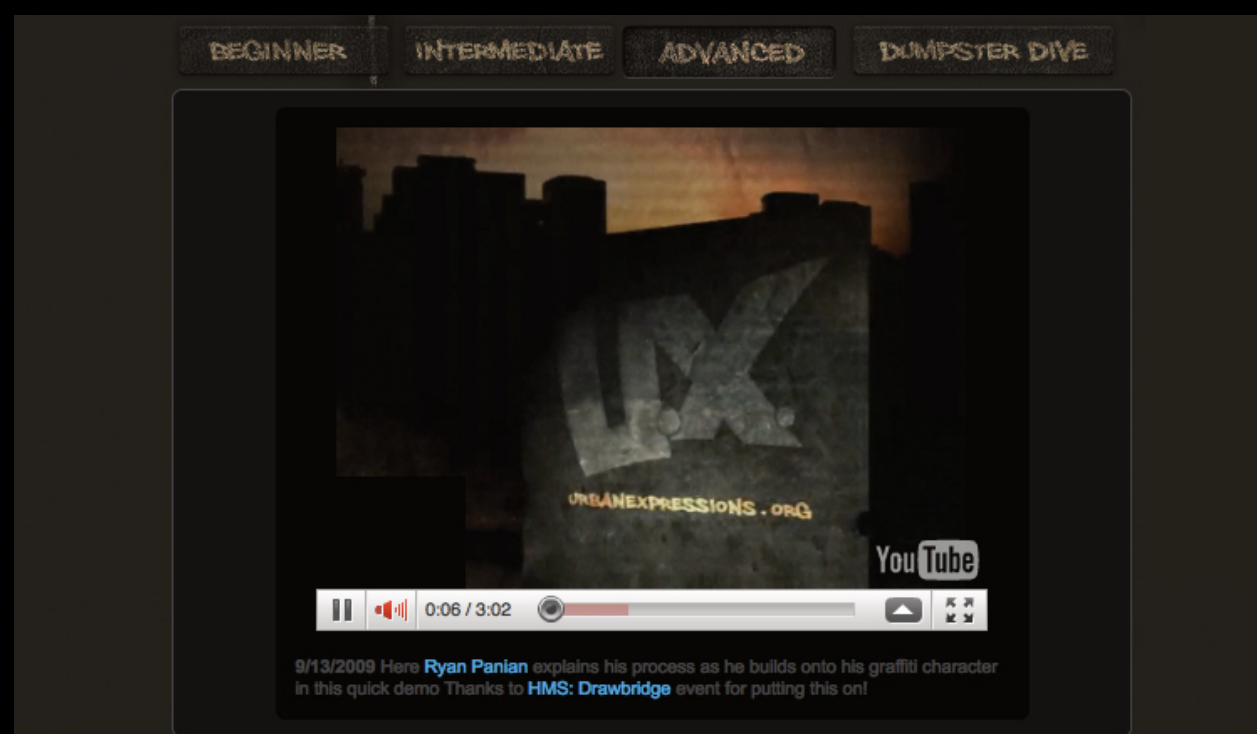 BEGINNER INTERMEDIATE ADVANCED DUMPSTER DIVE
U.X.
URBANEXPRESSIONS.ORG
YouTube
0:06 / 3:02
9/13/2009 Here Ryan Panian explains his process as he builds onto his graffiti character
in this quick demo Thanks to HMS: Drawbridge event for putting this on!